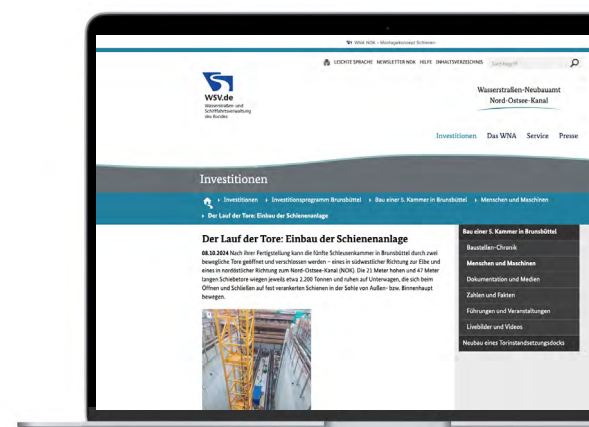 WNA NOK - Montagekonzept Schienen
LEICHTE SPRACHE NEWSLETTER NOK HILFE INHALTSVERZEICHNIS Suchbegriff
WSV.de
Wasserstraßen- und
Schifffahrtsverwaltung
des Bundes
Wasserstraßen-Neubauamt
Nord-Ostsee-Kanal
Investitionen Das WNA Service Presse
Investitionen
Investitionen Investitionsprogramm Brunsbüttel Bau einer 5. Kammer in Brunsbüttel Menschen und Maschinen
Der Lauf der Tore: Einbau der Schienenanlage
Der Lauf der Tore: Einbau der Schienenanlage
08.10.2024 Nach ihrer Fertigstellung kann die fünfte Schleusenkammer in Brunsbüttel durch zwei
bewegliche Tore geöffnet und verschlossen werden – eines in südwestlicher Richtung zur Elbe und
eines in nordöstlicher Richtung zum Nord-Ostsee-Kanal (NOK). Die 21 Meter hohen und 47 Meter
langen Schiebetore wiegen jeweils etwa 2.200 Tonnen und ruhen auf Unterwagen, die sich beim
Öffnen und Schließen auf fest verankerten Schienen in der Sohle von Außen- bzw. Binnenhaupt
bewegen.
Bau einer 5. Kammer in Brunsbüttel
Baustellen-Chronik
Menschen und Maschinen
Dokumentation und Medien
Zahlen und Fakten
Führungen und Veranstaltungen
Livebilder und Videos
Neubau eines Torinstandsetzungsdocks